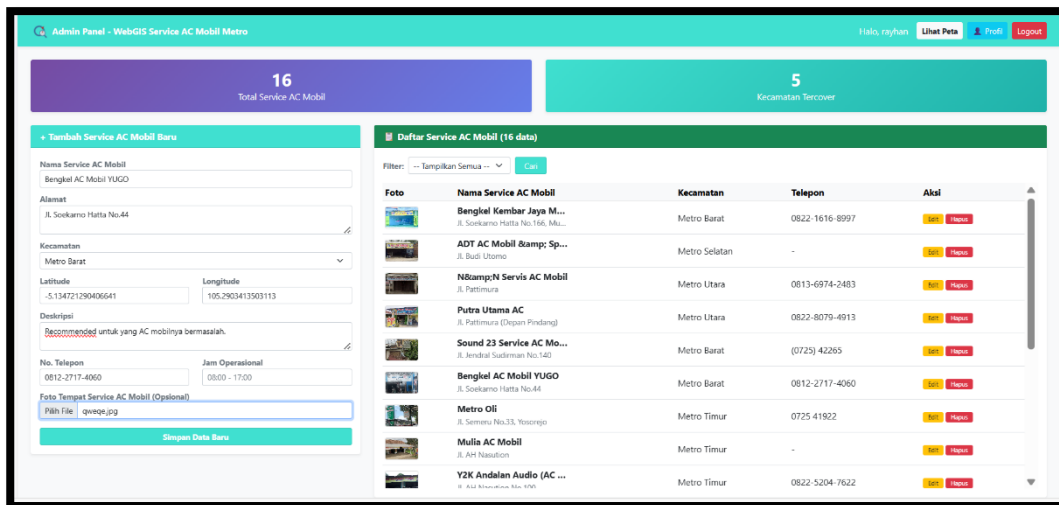 Admin Panel - WebGIS Service AC Mobil Metro
Halo, rayhan Lihat Peta Profil Logout
16
Total Service AC Mobil
5
Kecamatan Tercover
+ Tambah Service AC Mobil Baru
Nama Service AC Mobil
Bengkel AC Mobil YUGO
Alamat
Jl. Soekarno Hatta No.44
Kecamatan
Metro Barat
Latitude Longitude
-5.134721290406641 105.2903413503113
Deskripsi
Recommended untuk yang AC mobilnya bermasalah.
No. Telepon Jam Operasional
0812-2717-4060 08:00 - 17:00
Foto Tempat Service AC Mobil (Opsional)
Pilih File qweqe.jpg
Simpan Data Baru
Daftar Service AC Mobil (16 data)
Filter: -- Tampilkan Semua -- Cari
Foto Nama Service AC Mobil Kecamatan Telepon Aksi
Bengkel Kembar Jaya M... Metro Barat 0822-1616-8997 Edit Hapus
Jl. Soekarno Hatta No.166, Mu...
ADT AC Mobil &amp; Sp... Metro Selatan - Edit Hapus
Jl. Budi Utomo
N&amp;N Servis AC Mobil Metro Utara 0813-6974-2483 Edit Hapus
Jl. Pattimura
Putra Utama AC Metro Utara 0822-8079-4913 Edit Hapus
Jl. Pattimura (Depan Pindang)
Sound 23 Service AC Mo... Metro Barat (0725) 42265 Edit Hapus
Jl. Jendral Sudirman No.140
Bengkel AC Mobil YUGO Metro Barat 0812-2717-4060 Edit Hapus
Jl. Soekarno Hatta No.44
Metro Oli Metro Timur 0725 41922 Edit Hapus
Jl. Semeru No.33, Yosorejo
Mulia AC Mobil Metro Timur - Edit Hapus
Jl. AH Nasution
Y2K Andalan Audio (AC ... Metro Timur 0822-5204-7622 Edit Hapus
Jl. AH Nasution No.100